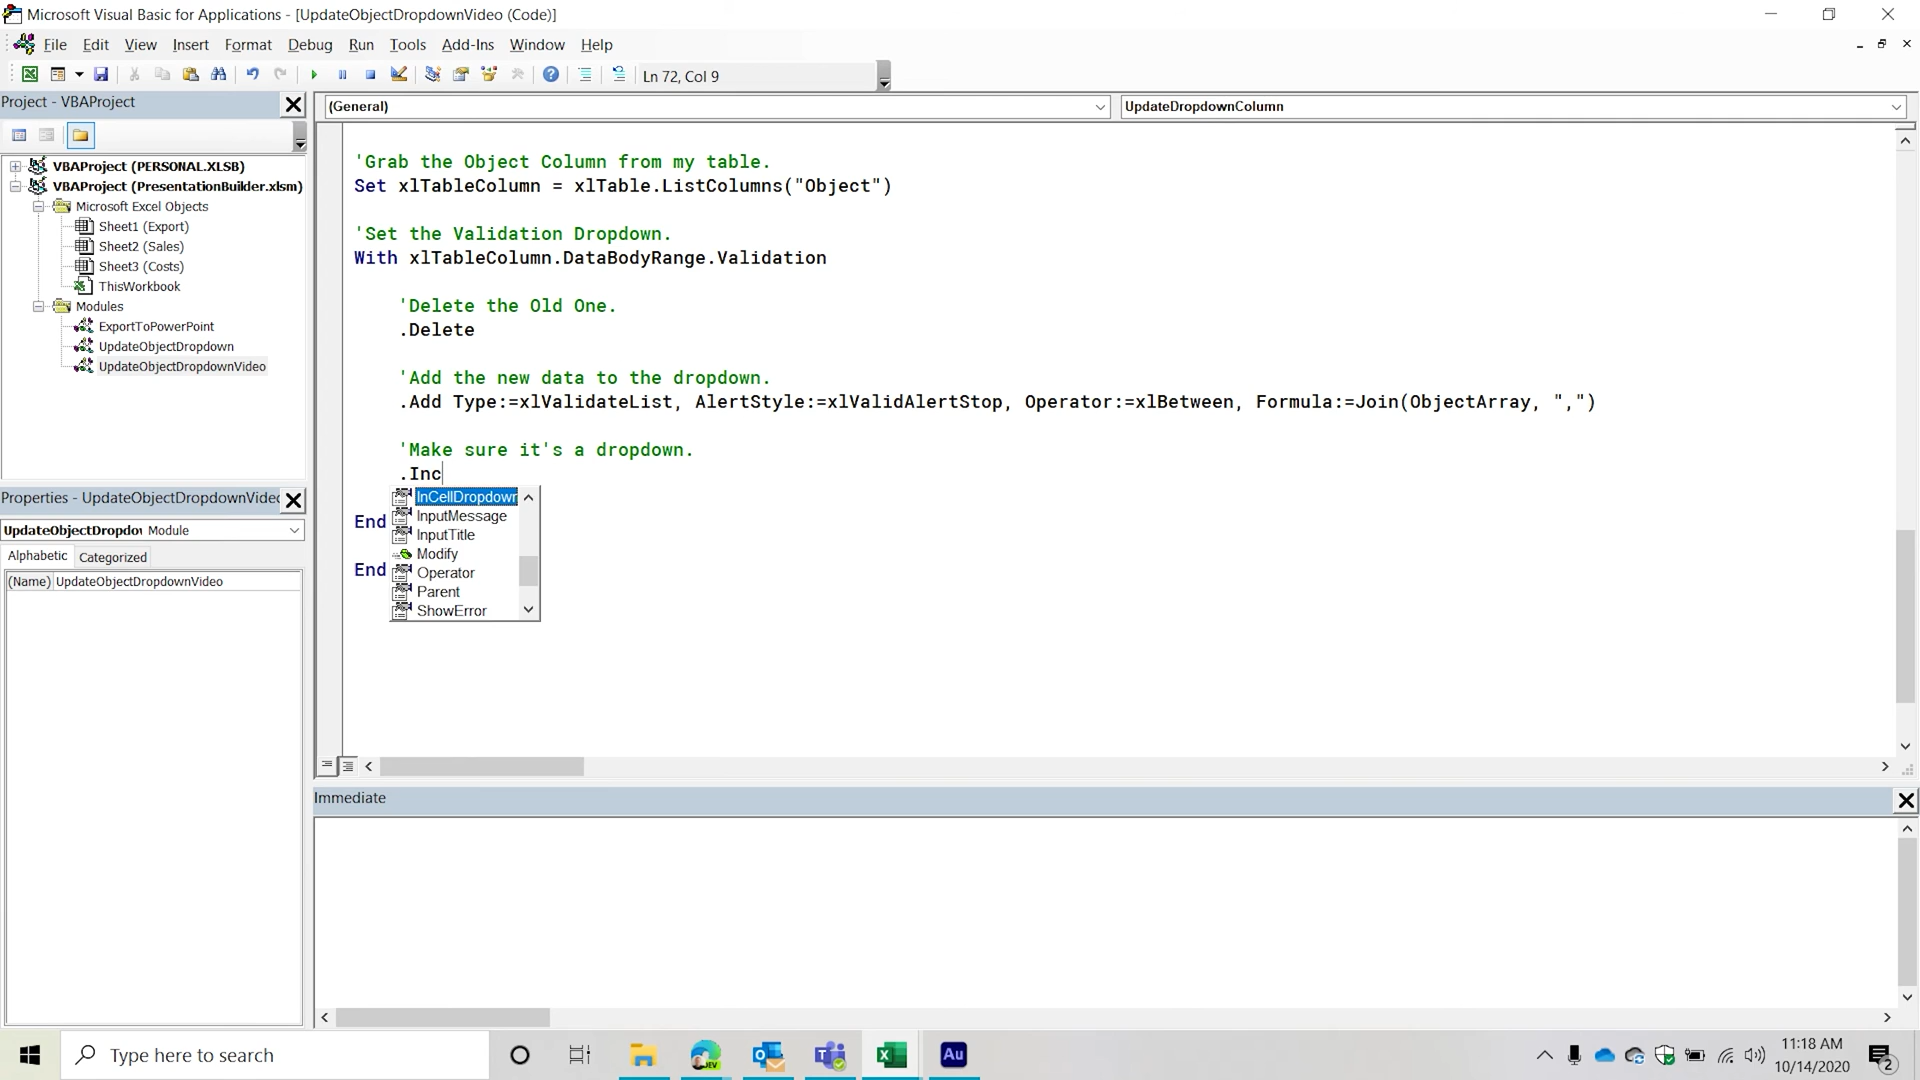 Microsoft Visual Basic for Applications - [UpdateObjectDropdownVideo (Code)]
File Edit View Insert Format Debug Run Tools Add-Ins Window Help
Ln 72, Col 9
Project - VBAProject
(General)
UpdateDropdownColumn
VBAProject (PERSONAL.XLSB)
VBAProject (PresentationBuilder.xlsm)
Microsoft Excel Objects
Sheet1 (Export)
Sheet2 (Sales)
Sheet3 (Costs)
ThisWorkbook
Modules
ExportToPowerPoint
UpdateObjectDropdown
UpdateObjectDropdownVideo
Properties - UpdateObjectDropdownVideo
UpdateObjectDropdo Module
Alphabetic Categorized
(Name) UpdateObjectDropdownVideo
'Grab the Object Column from my table.
Set xlTableColumn = xlTable.ListColumns("Object")
'Set the Validation Dropdown.
With xlTableColumn.DataBodyRange.Validation
'Delete the Old One.
.Delete
'Add the new data to the dropdown.
.Add Type:=xlValidateList, AlertStyle:=xlValidAlertStop, Operator:=xlBetween, Formula:=Join(ObjectArray, ",")
'Make sure it's a dropdown.
.Inc
InCellDropdown
InputMessage
End
InputTitle
Modify
End
Operator
Parent
ShowError
Immediate
Type here to search
DEV
Au
11:18 AM
10/14/2020
2